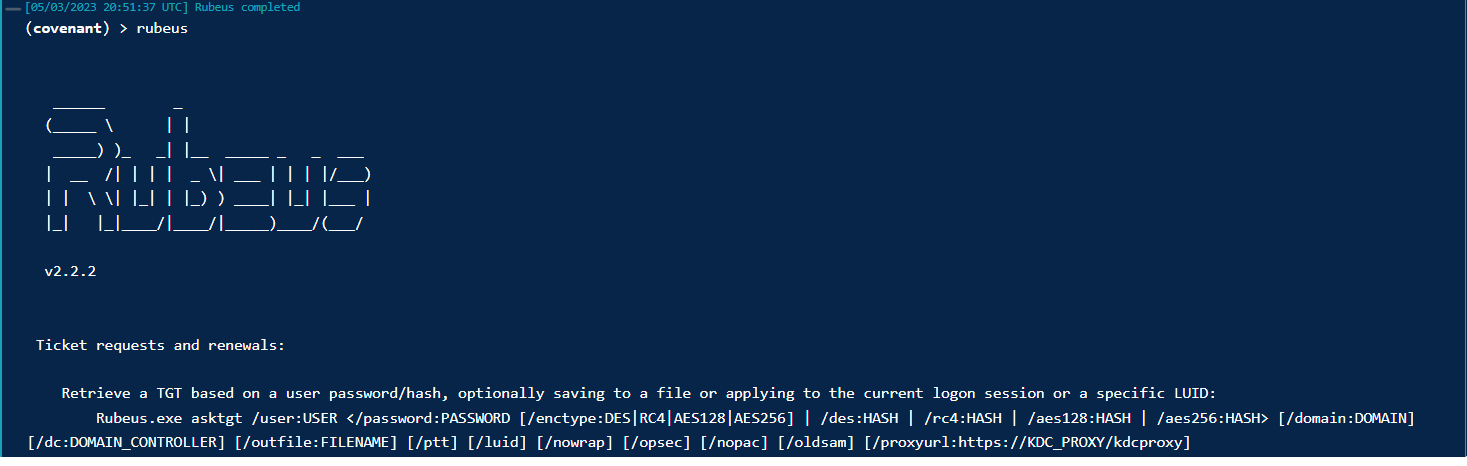 [05/03/2023 20:51:37 UTC] Rubeus completed
(covenant) > rubeus
   ______        _
  (_____ \      | |
   _____) )_   _| |__  _____ _   _  ___
  |  __  /| | | |  _ \| ___ | | | |/___)
  | |  \ \| |_| | |_) ) ____| |_| |___ |
  |_|   |_|____/|____/|_____)____/(___/
v2.2.2
Ticket requests and renewals:
Retrieve a TGT based on a user password/hash, optionally saving to a file or applying to the current logon session or a specific LUID:
Rubeus.exe asktgt /user:USER </password:PASSWORD [/enctype:DES|RC4|AES128|AES256] | /des:HASH | /rc4:HASH | /aes128:HASH | /aes256:HASH> [/domain:DOMAIN]
[/dc:DOMAIN_CONTROLLER] [/outfile:FILENAME] [/ptt] [/luid] [/nowrap] [/opsec] [/nopac] [/oldsam] [/proxyurl:https://KDC_PROXY/kdcproxy]